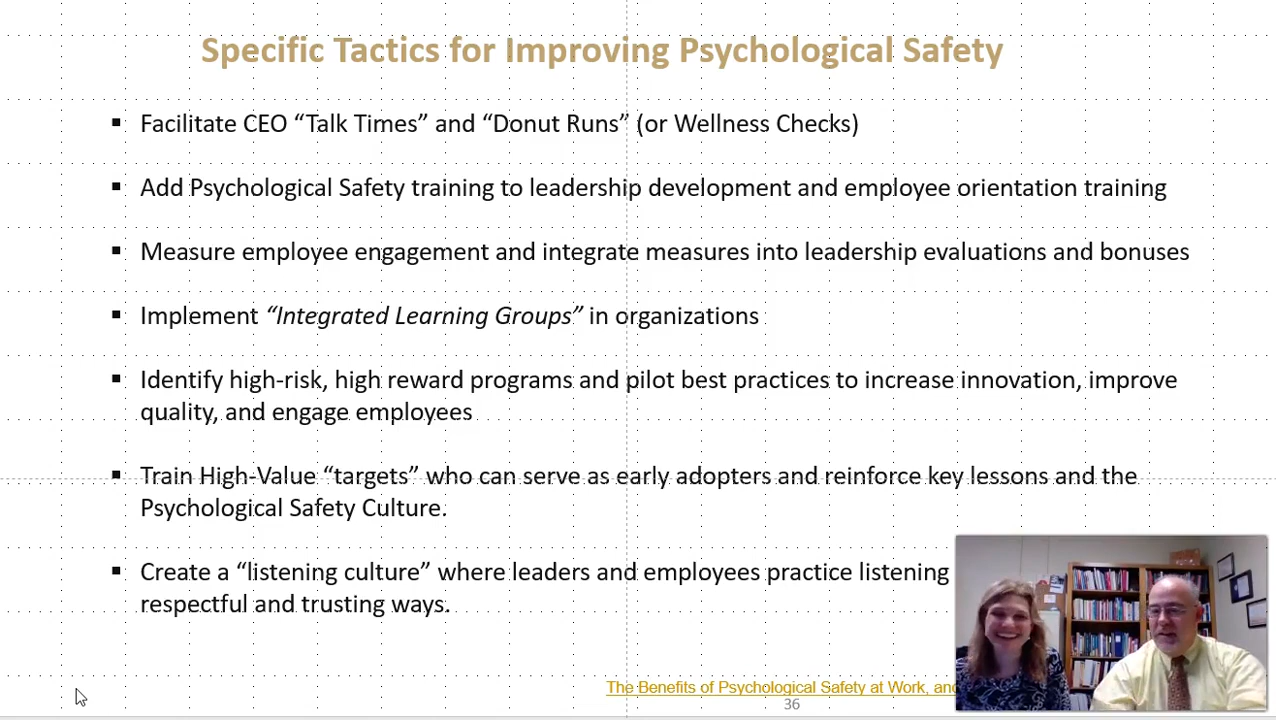 Specific Tactics for Improving Psychological Safety
▪ Facilitate CEO “Talk Times” and “Donut Runs” (or Wellness Checks)
▪ Add Psychological Safety training to leadership development and employee orientation training
▪ Measure employee engagement and integrate measures into leadership evaluations and bonuses
▪ Implement “Integrated Learning Groups” in organizations
▪ Identify high-risk, high reward programs and pilot best practices to increase innovation, improve
quality, and engage employees
▪ Train High-Value “targets” who can serve as early adopters and reinforce key lessons and the
Psychological Safety Culture.
▪ Create a “listening culture” where leaders and employees practice listening
respectful and trusting ways.
The Benefits of Psychological Safety at Work, and
36